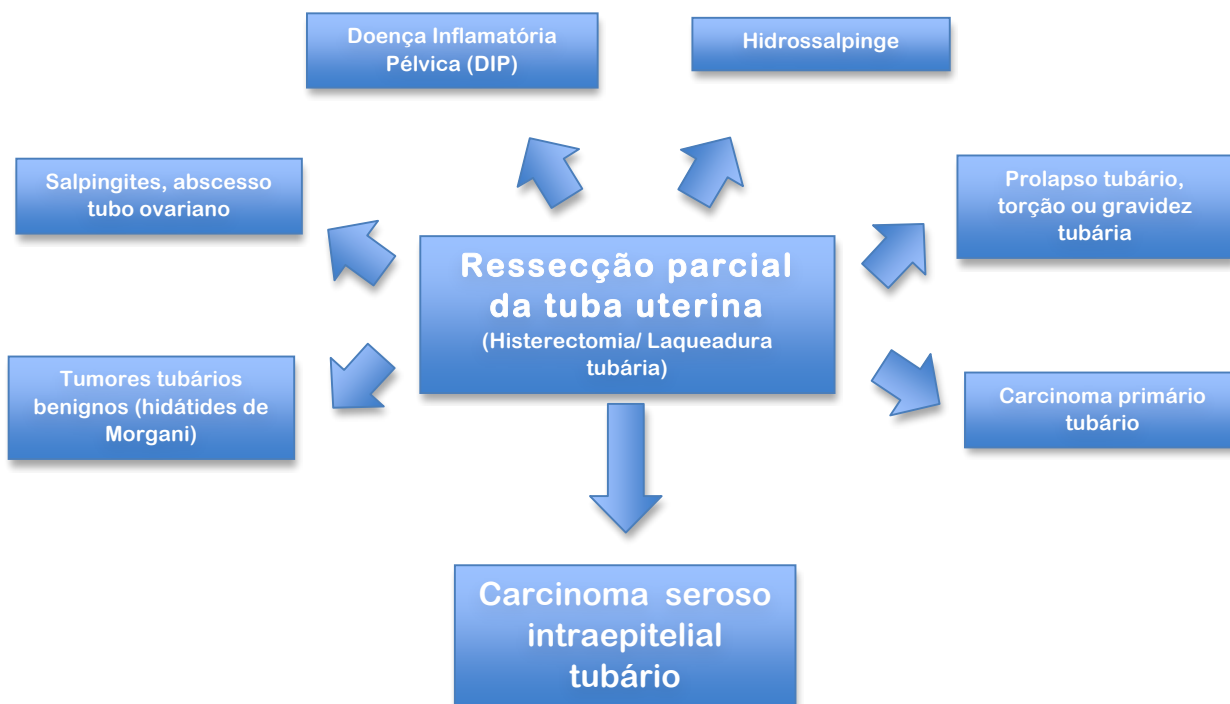 Doença Inflamatória
Pélvica (DIP)
Hidrossalpinge
Salpingites, abscesso
tubo ovariano
Prolapso tubário,
torção ou gravidez
tubária
Ressecção parcial
da tuba uterina
(Histerectomia/ Laqueadura
tubária)
Tumores tubários
benignos (hidátides de
Morgani)
Carcinoma primário
tubário
Carcinoma seroso
intraepitelial
tubário